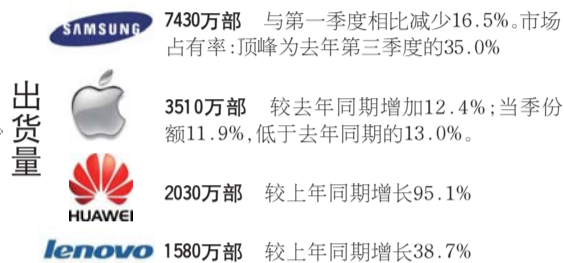 SAMSUNG
7430万部 与第一季度相比减少16.5%。市场
占有率:顶峰为去年第三季度的35.0%
出货量
3510万部 较去年同期增加12.4%;当季份
额11.9%,低于去年同期的13.0%。
HUAWEI
2030万部 较上年同期增长95.1%
lenovo
1580万部 较上年同期增长38.7%